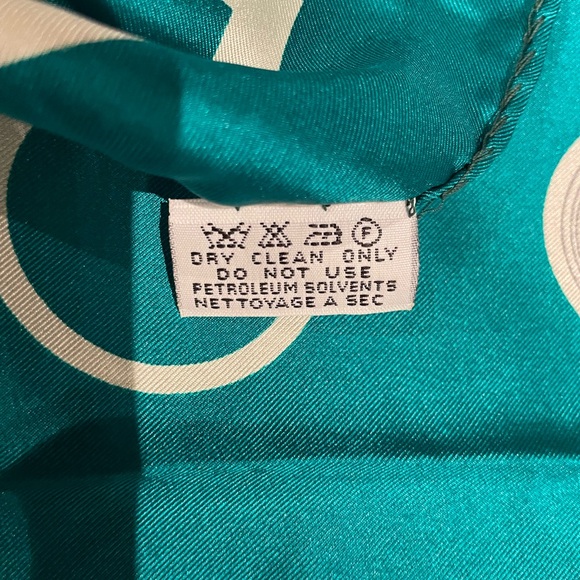 F
DRY CLEAN ONLY
DO NOT USE
PETROLEUM SOLVENTS
NETTOYAGE A SEC